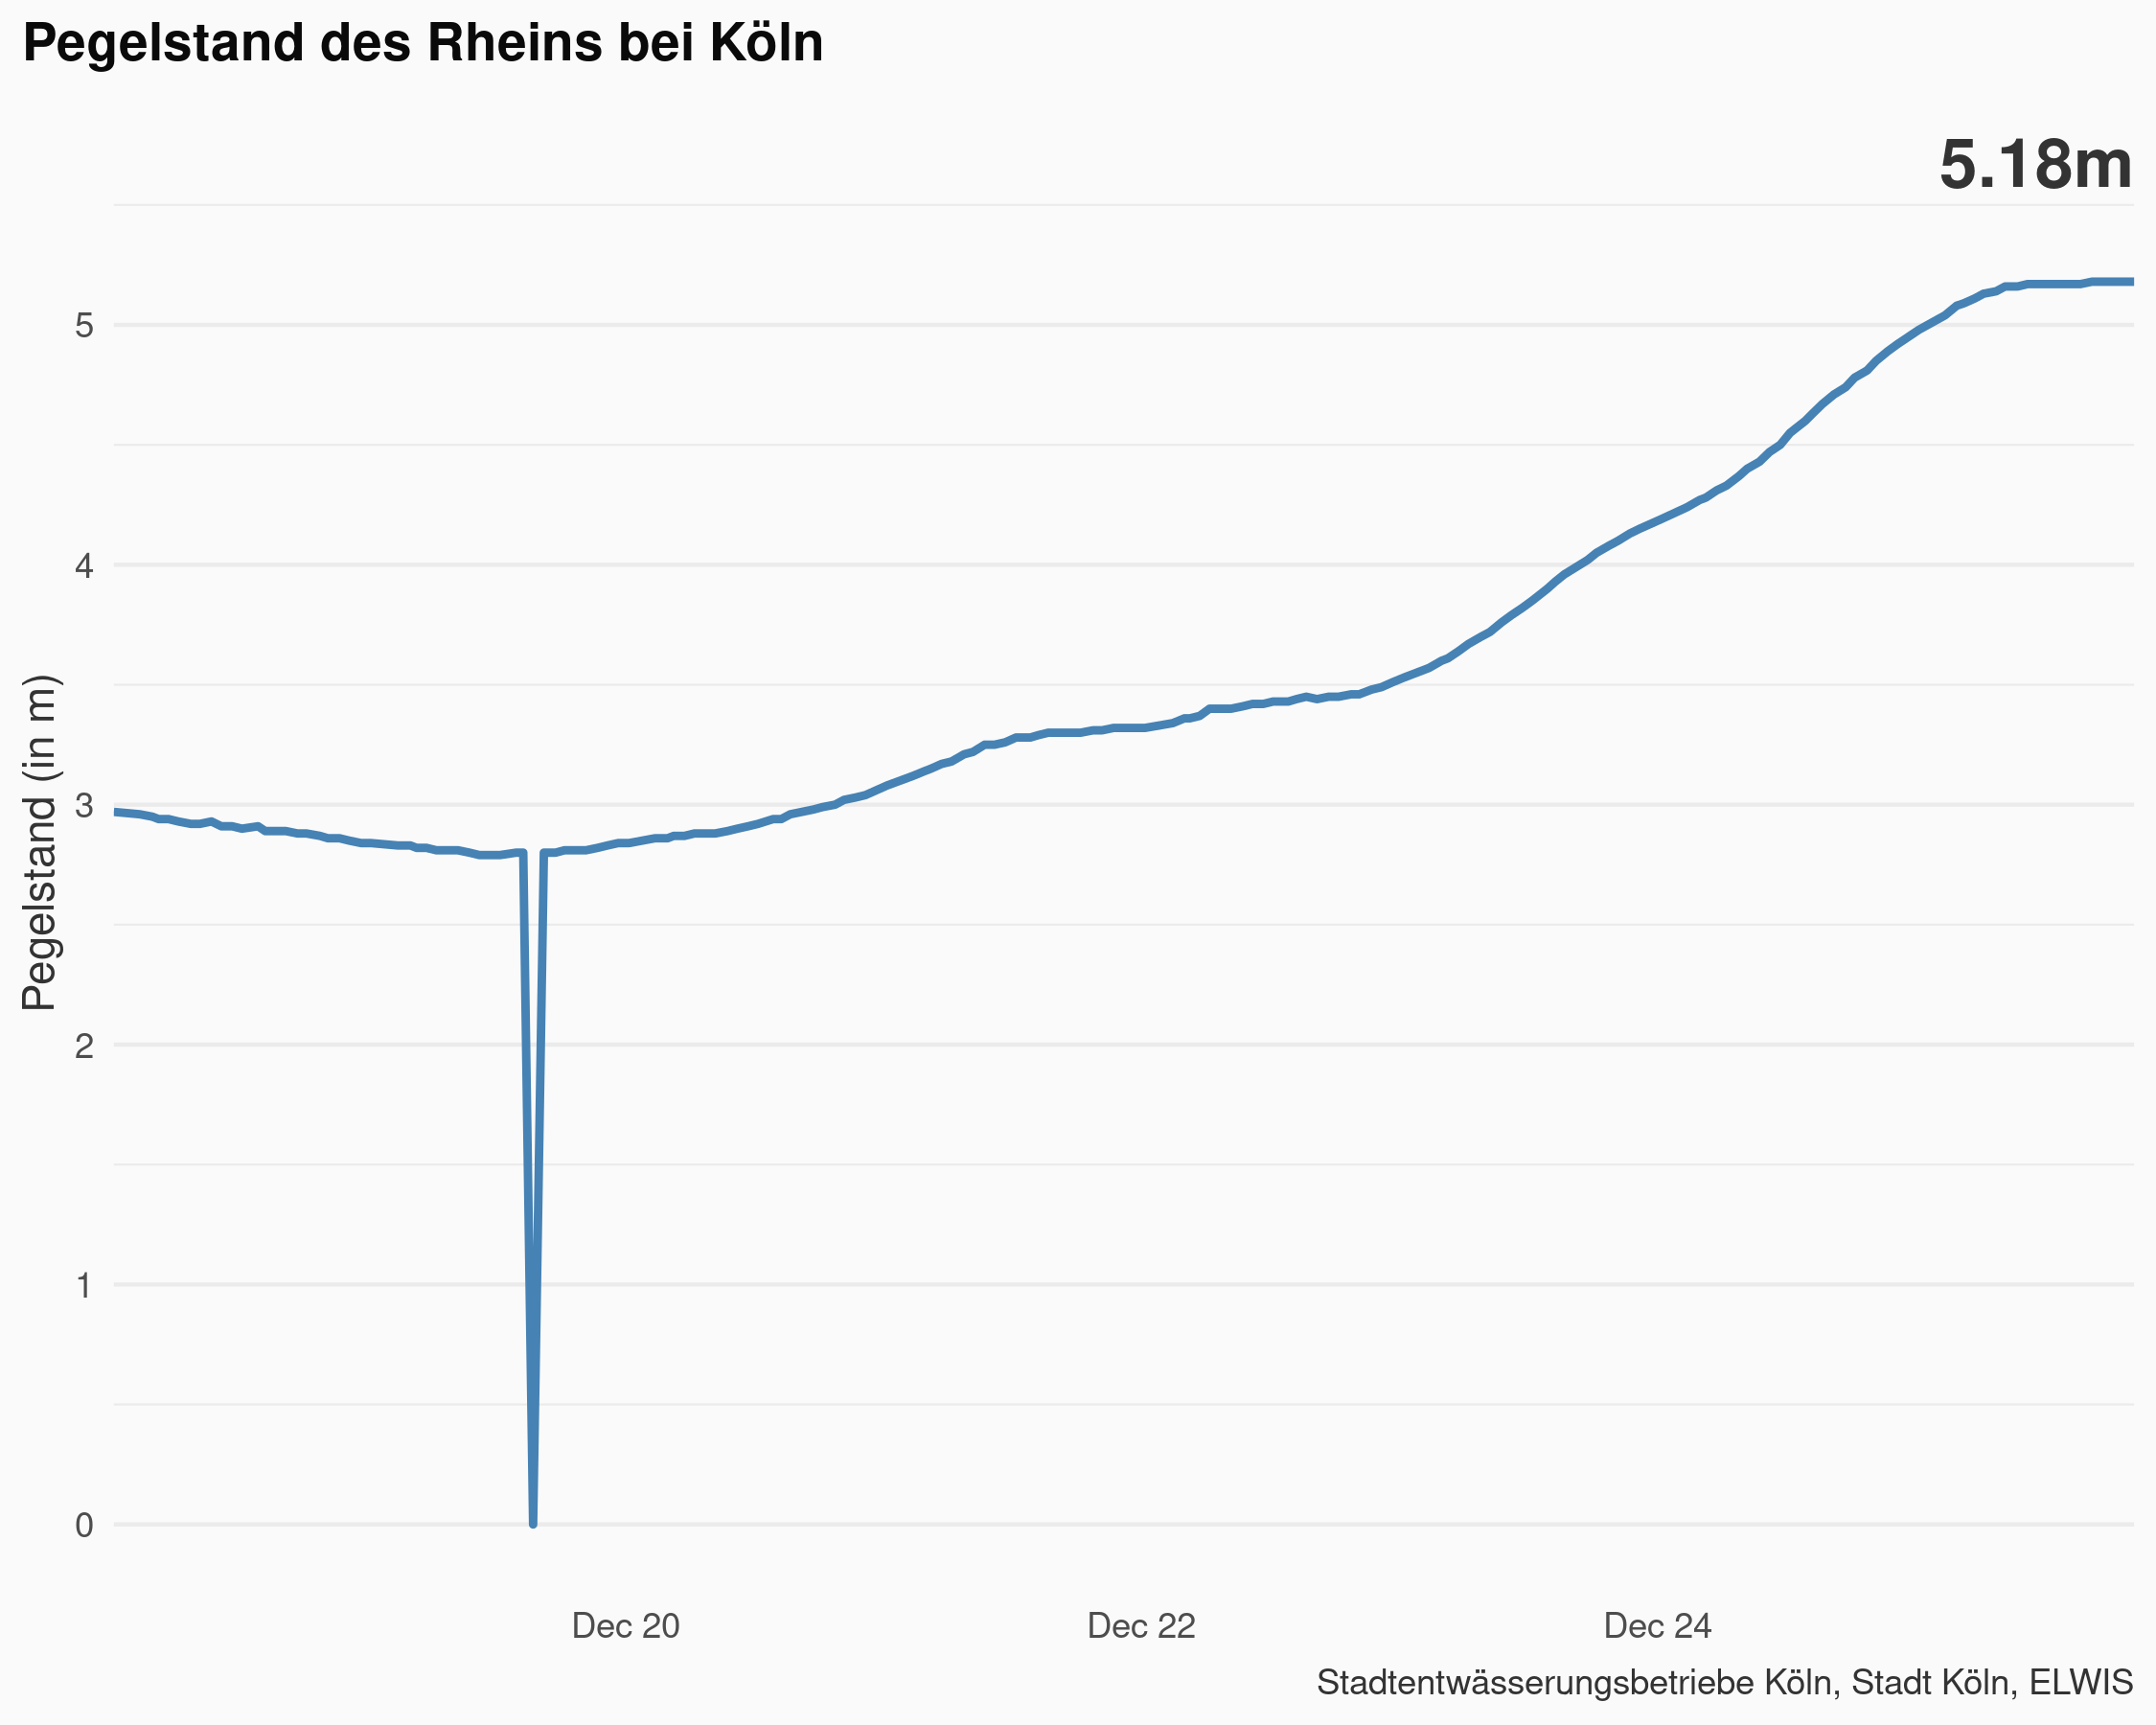 Pegelstand des Rheins bei Köln
5.18m
Pegelstand (in m)
5
4
3
2
1
0
Dec 20
Dec 22
Dec 24
Stadtentwässerungsbetriebe Köln, Stadt Köln, ELWIS